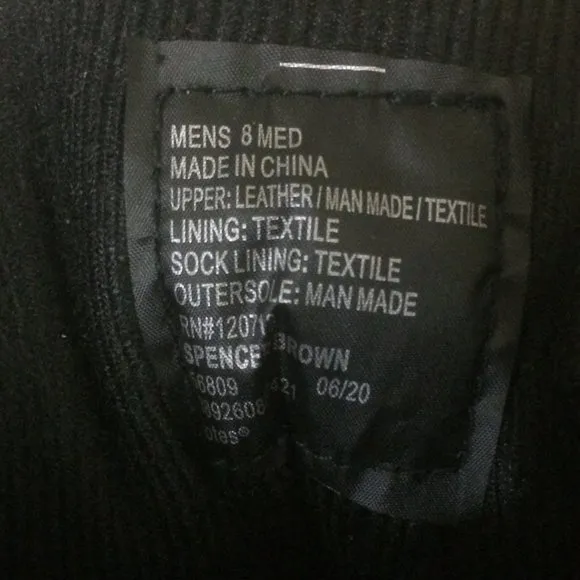 MENS 8 MED
MADE IN CHINA
UPPER: LEATHER / MAN MADE / TEXTILE
LINING: TEXTILE
SOCK LINING: TEXTILE
OUTERSOLE: MAN MADE
BROWN
06/20